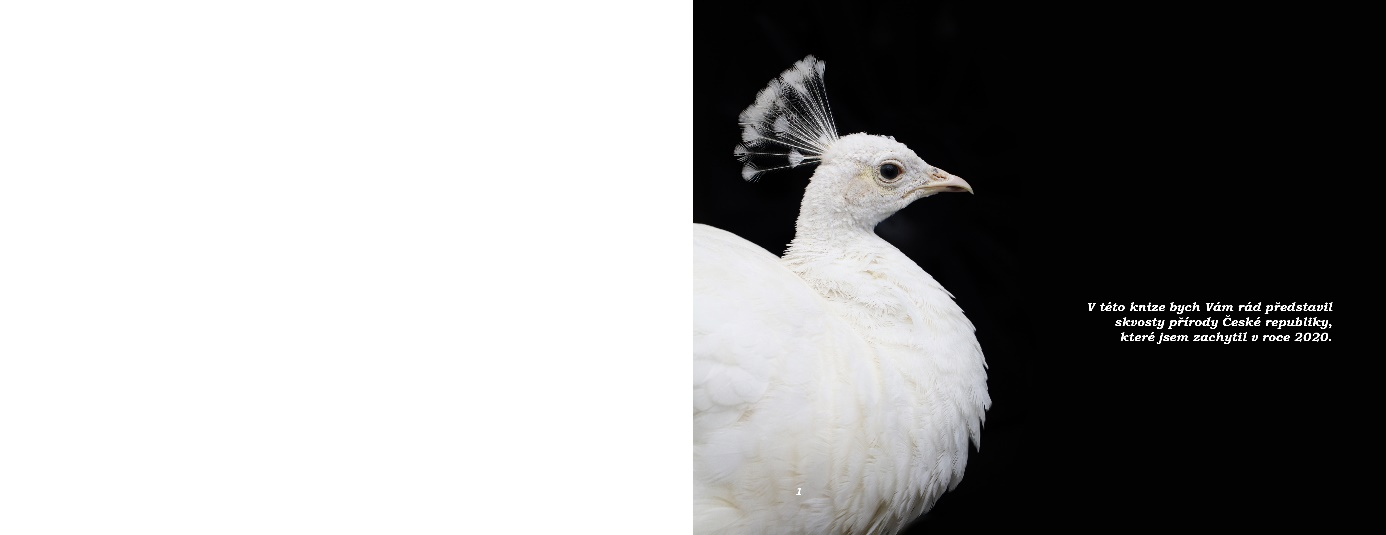 V této knize bych Vám rád představil
skvosty přírody České republiky,
které jsem zachytil v roce 2020.
1